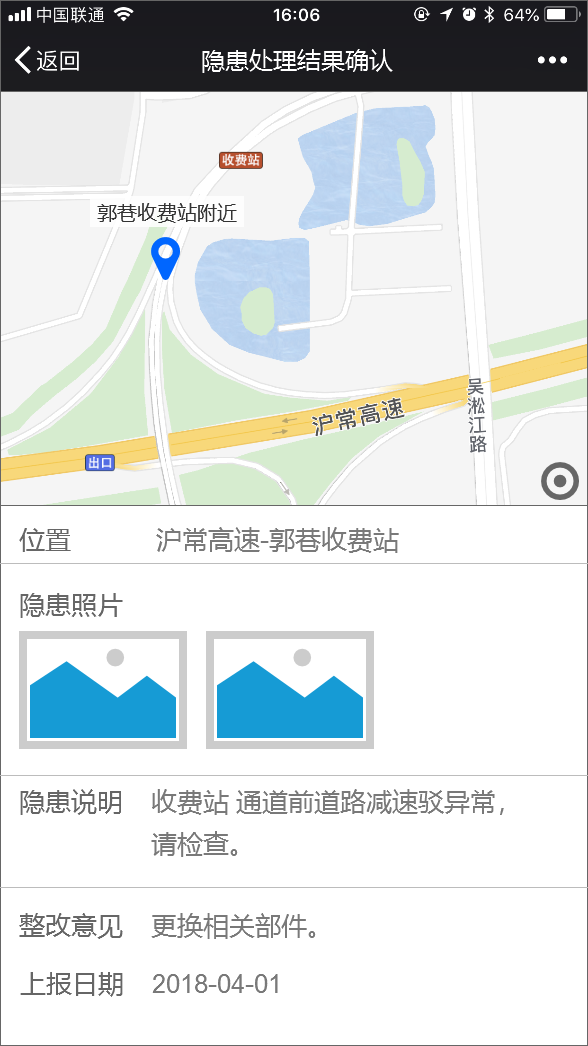 中国联通 16:06 64%
返回 隐患处理结果确认
收费站
郭巷收费站附近
沪常高速
吴淞江路
出口
位置 沪常高速-郭巷收费站
隐患照片
隐患说明 收费站 通道前道路减速驳异常，
请检查。
整改意见 更换相关部件。
上报日期 2018-04-01